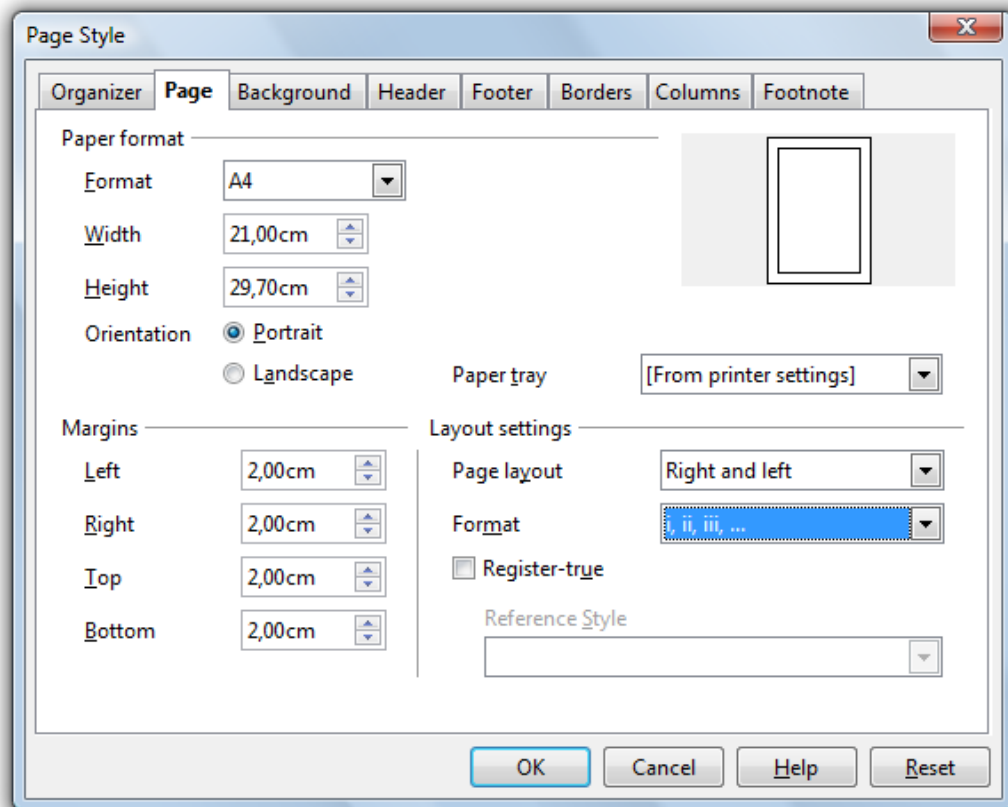 Page Style
Organizer Page Background Header Footer Borders Columns Footnote
Paper format
Format A4
Width 21,00cm
Height 29,70cm
Orientation Portrait
Landscape
Paper tray [From printer settings]
Margins
Left 2,00cm
Right 2,00cm
Top 2,00cm
Bottom 2,00cm
Layout settings
Page layout Right and left
Format i, ii, iii, ...
Register-true
Reference Style
OK Cancel Help Reset